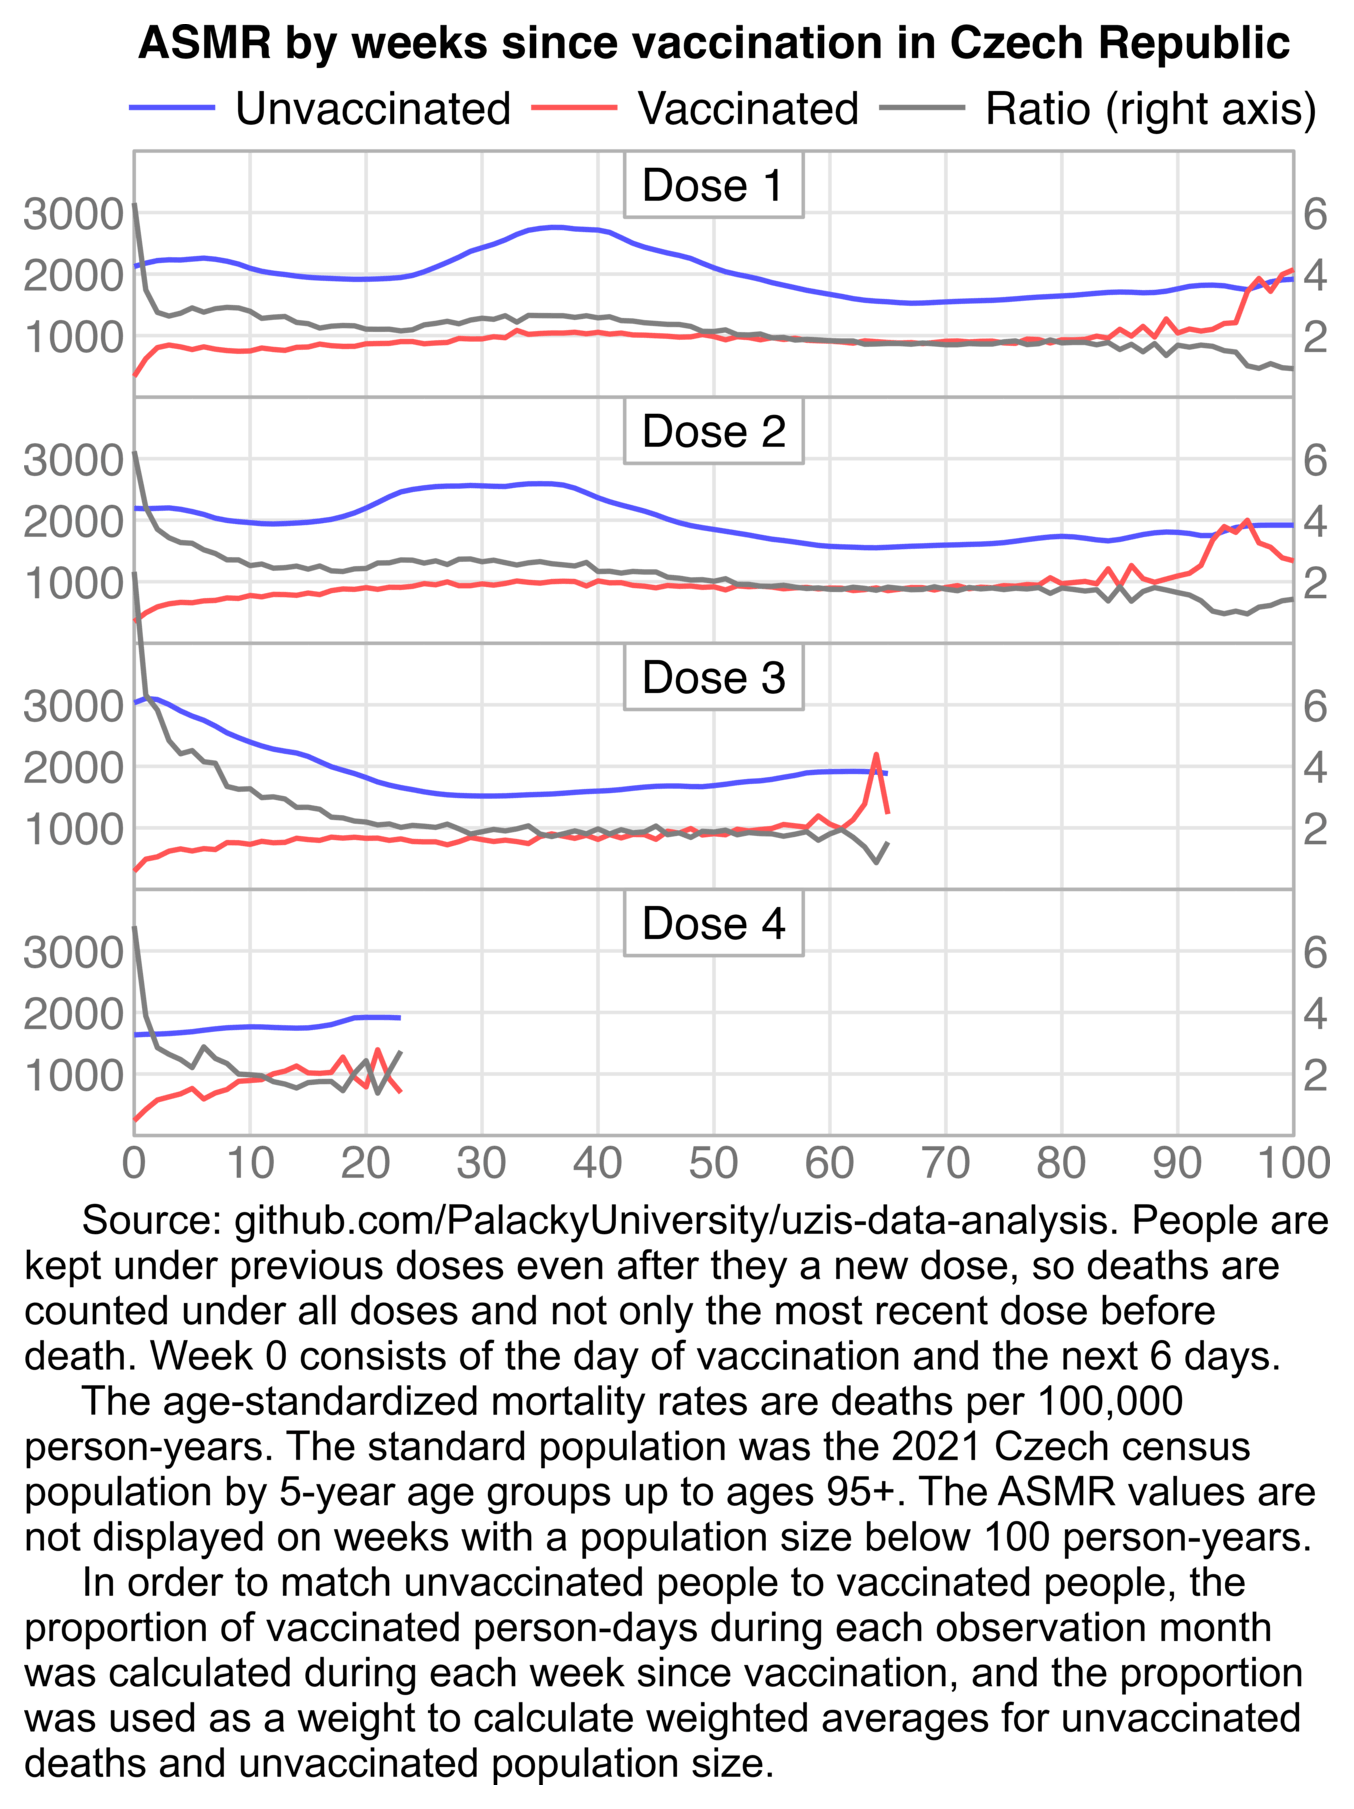 ASMR by weeks since vaccination in Czech Republic
Unvaccinated Vaccinated Ratio (right axis)
Dose 1
3000 6
2000 4
1000 2
Dose 2
3000 6
2000 4
1000 2
Dose 3
3000 6
2000 4
1000 2
Dose 4
3000 6
2000 4
1000 2
0 10 20 30 40 50 60 70 80 90 100
Source: github.com/PalackyUniversity/uzis-data-analysis. People are
kept under previous doses even after they a new dose, so deaths are
counted under all doses and not only the most recent dose before
death. Week 0 consists of the day of vaccination and the next 6 days.
The age-standardized mortality rates are deaths per 100,000
person-years. The standard population was the 2021 Czech census
population by 5-year age groups up to ages 95+. The ASMR values are
not displayed on weeks with a population size below 100 person-years.
In order to match unvaccinated people to vaccinated people, the
proportion of vaccinated person-days during each observation month
was calculated during each week since vaccination, and the proportion
was used as a weight to calculate weighted averages for unvaccinated
deaths and unvaccinated population size.